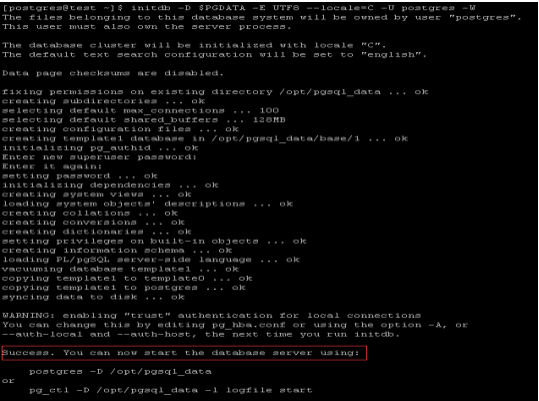 [postgres@test ~]$ initdb -D $PGDATA -E UTF8 --locale=C -U postgres -W
The files belonging to this database system will be owned by user "postgres".
This user must also own the server process.
The database cluster will be initialized with locale "C".
The default text search configuration will be set to "english".
Data page checksums are disabled.
fixing permissions on existing directory /opt/pgsql_data ... ok
creating subdirectories ... ok
selecting default max_connections ... 100
selecting default shared_buffers ... 128MB
creating configuration files ... ok
creating template1 database in /opt/pgsql_data/base/1 ... ok
initializing pg_authid ... ok
Enter new superuser password:
Enter it again:
setting password ... ok
initializing dependencies ... ok
creating system views ... ok
loading system objects' descriptions ... ok
creating collations ... ok
creating conversions ... ok
creating dictionaries ... ok
setting privileges on built-in objects ... ok
creating information schema ... ok
loading PL/pgSQL server-side language ... ok
vacuuming database template1 ... ok
copying template1 to template0 ... ok
copying template1 to postgres ... ok
syncing data to disk ... ok
WARNING: enabling "trust" authentication for local connections
You can change this by editing pg_hba.conf or using the option -A, or
--auth-local and --auth-host, the next time you run initdb.
Success. You can now start the database server using:
postgres -D /opt/pgsql_data
or
pg_ctl -D /opt/pgsql_data -l logfile start